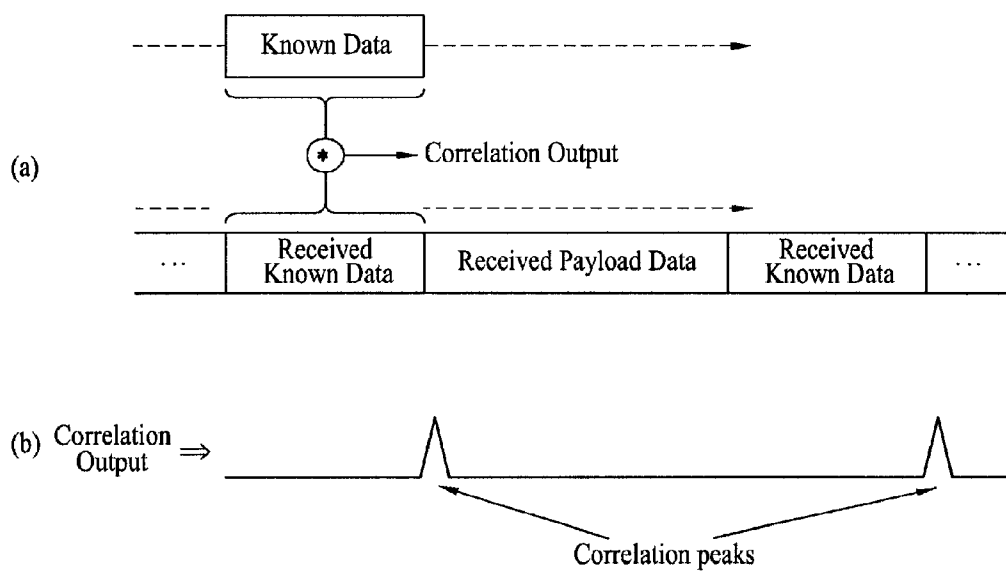 Known Data
(a)
*
Correlation Output
...
Received
Known Data
Received Payload Data
Received
Known Data
...
(b)
Correlation
Output
⇒
Correlation peaks